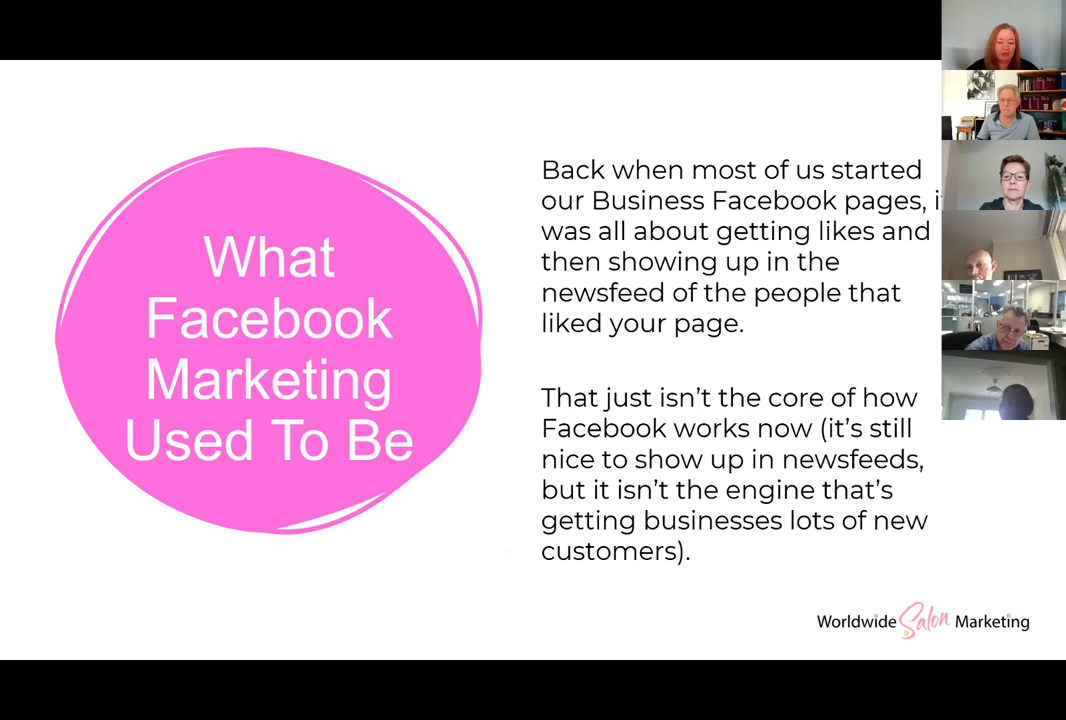 What
Facebook
Marketing
Used To Be
Back when most of us started
our Business Facebook pages,
was all about getting likes and
then showing up in the
newsfeed of the people that
liked your page.
That just isn’t the core of how
Facebook works now (it’s still
nice to show up in newsfeeds,
but it isn’t the engine that’s
getting businesses lots of new
customers).
Worldwide Salon Marketing